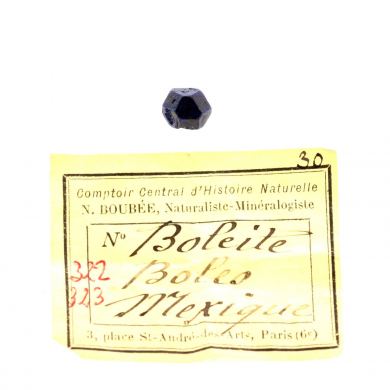 30
Comptoir Central d'Histoire Naturelle
N. BOUBÉE, Naturaliste-Minéralogiste
No Boleite
322 Boleo
323 Mexique
3, place St-André-des-Arts, Paris (6e)